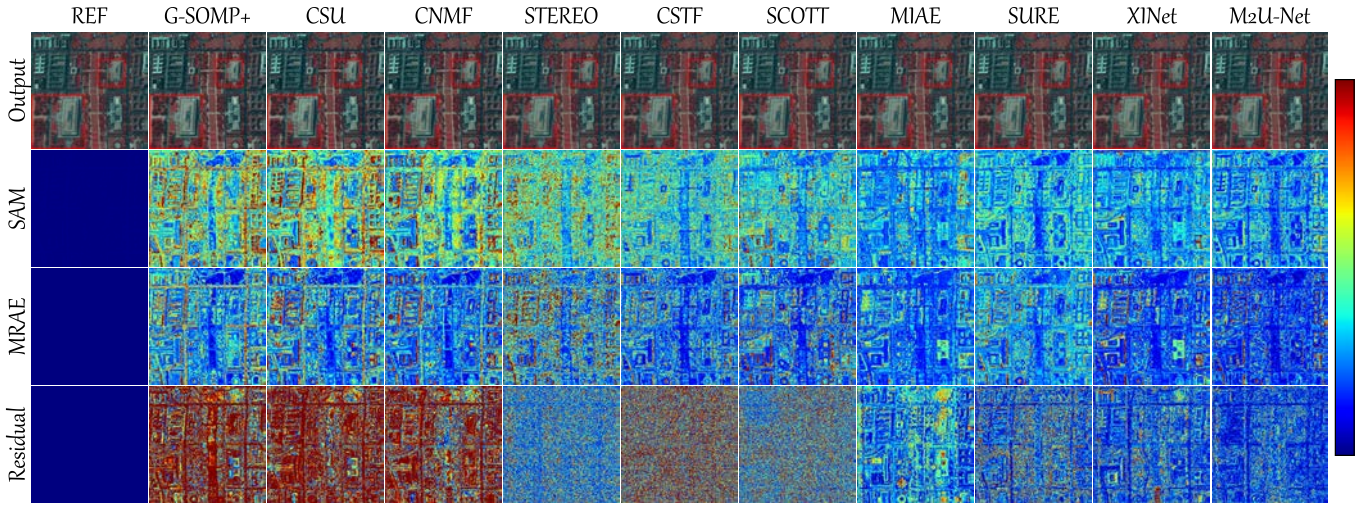 REF G-SOMP+ CSU CNMF STEREO CSTF SCOTT MIAE SURE XINet M2U-Net
Output
SAM
MRAE
Residual